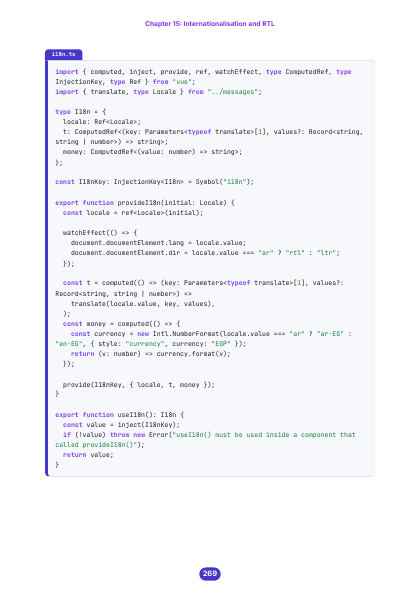 Chapter 15: Internationalisation and RTL
i18n.ts
import { computed, inject, provide, ref, watchEffect, type ComputedRef, type
InjectionKey, type Ref } from "vue";
import { translate, type Locale } from "../messages";
type I18n = {
locale: Ref<Locale>;
t: ComputedRef<(key: Parameters<typeof translate>[1], values?: Record<string,
string | number>) => string>;
money: ComputedRef<(value: number) => string>;
};
const I18nKey: InjectionKey<I18n> = Symbol("i18n");
export function provideI18n(initial: Locale) {
const locale = ref<Locale>(initial);
watchEffect(() => {
document.documentElement.lang = locale.value;
document.documentElement.dir = locale.value === "ar" ? "rtl" : "ltr";
});
const t = computed(() => (key: Parameters<typeof translate>[1], values?:
Record<string, string | number>) =>
translate(locale.value, key, values),
);
const money = computed(() => {
const currency = new Intl.NumberFormat(locale.value === "ar" ? "ar-EG" :
"en-EG", { style: "currency", currency: "EGP" });
return (v: number) => currency.format(v);
});
provide(I18nKey, { locale, t, money });
}
export function useI18n(): I18n {
const value = inject(I18nKey);
if (!value) throw new Error("useI18n() must be used inside a component that
called provideI18n()");
return value;
}
269